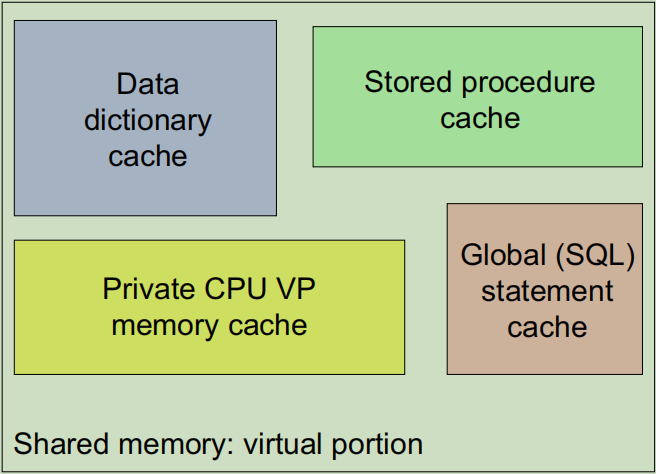 Data
dictionary
cache
Stored procedure
cache
Private CPU VP
memory cache
Global (SQL)
statement
cache
Shared memory: virtual portion